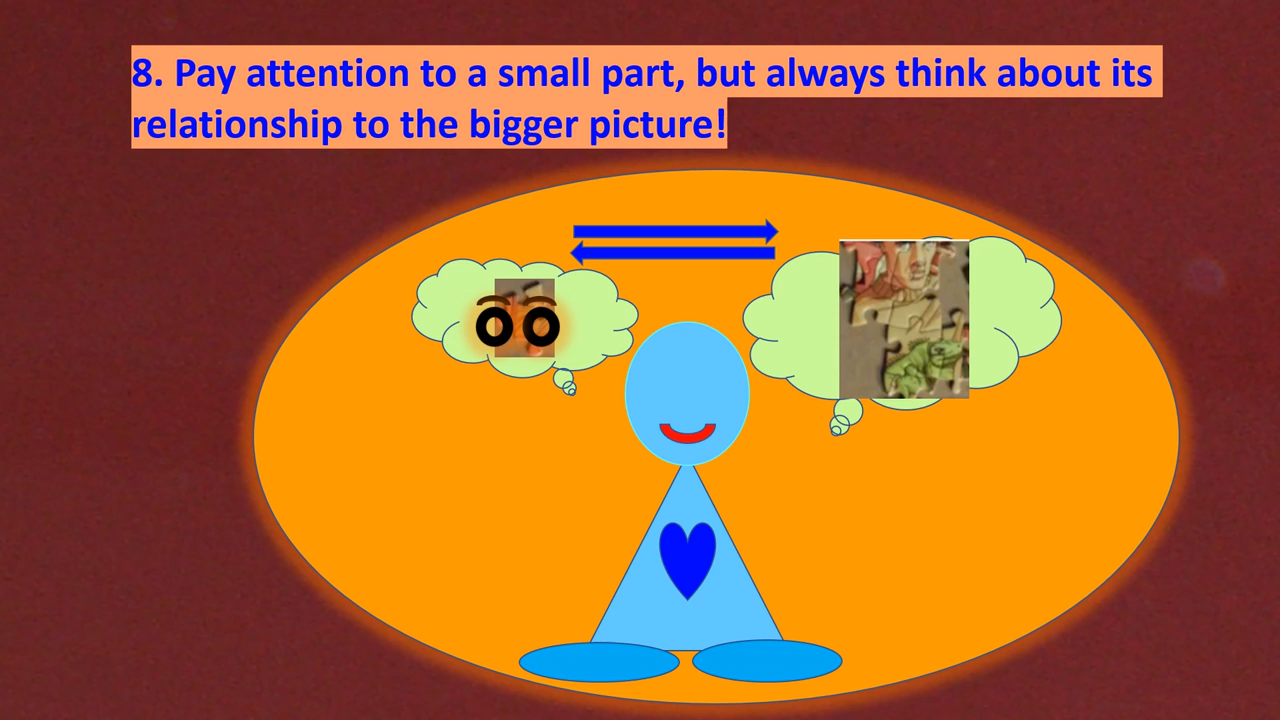 8. Pay attention to a small part, but always think about its
relationship to the bigger picture!